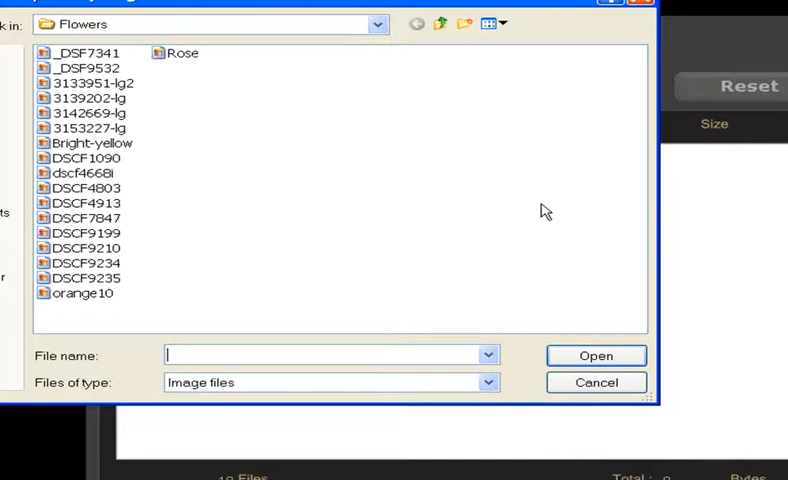 k in: Flowers
_DSF7341 Rose
_DSF9532
3133951-lg2
3139202-lg
3142669-lg
3153227-lg
Bright-yellow
DSCF1090
dscf4668i
DSCF4803
DSCF4913
DSCF7847
DSCF9199
DSCF9210
DSCF9234
DSCF9235
orange10
ts
r
File name: Open
Files of type: Image files Cancel
Reset
Size
Files Total : Bytes